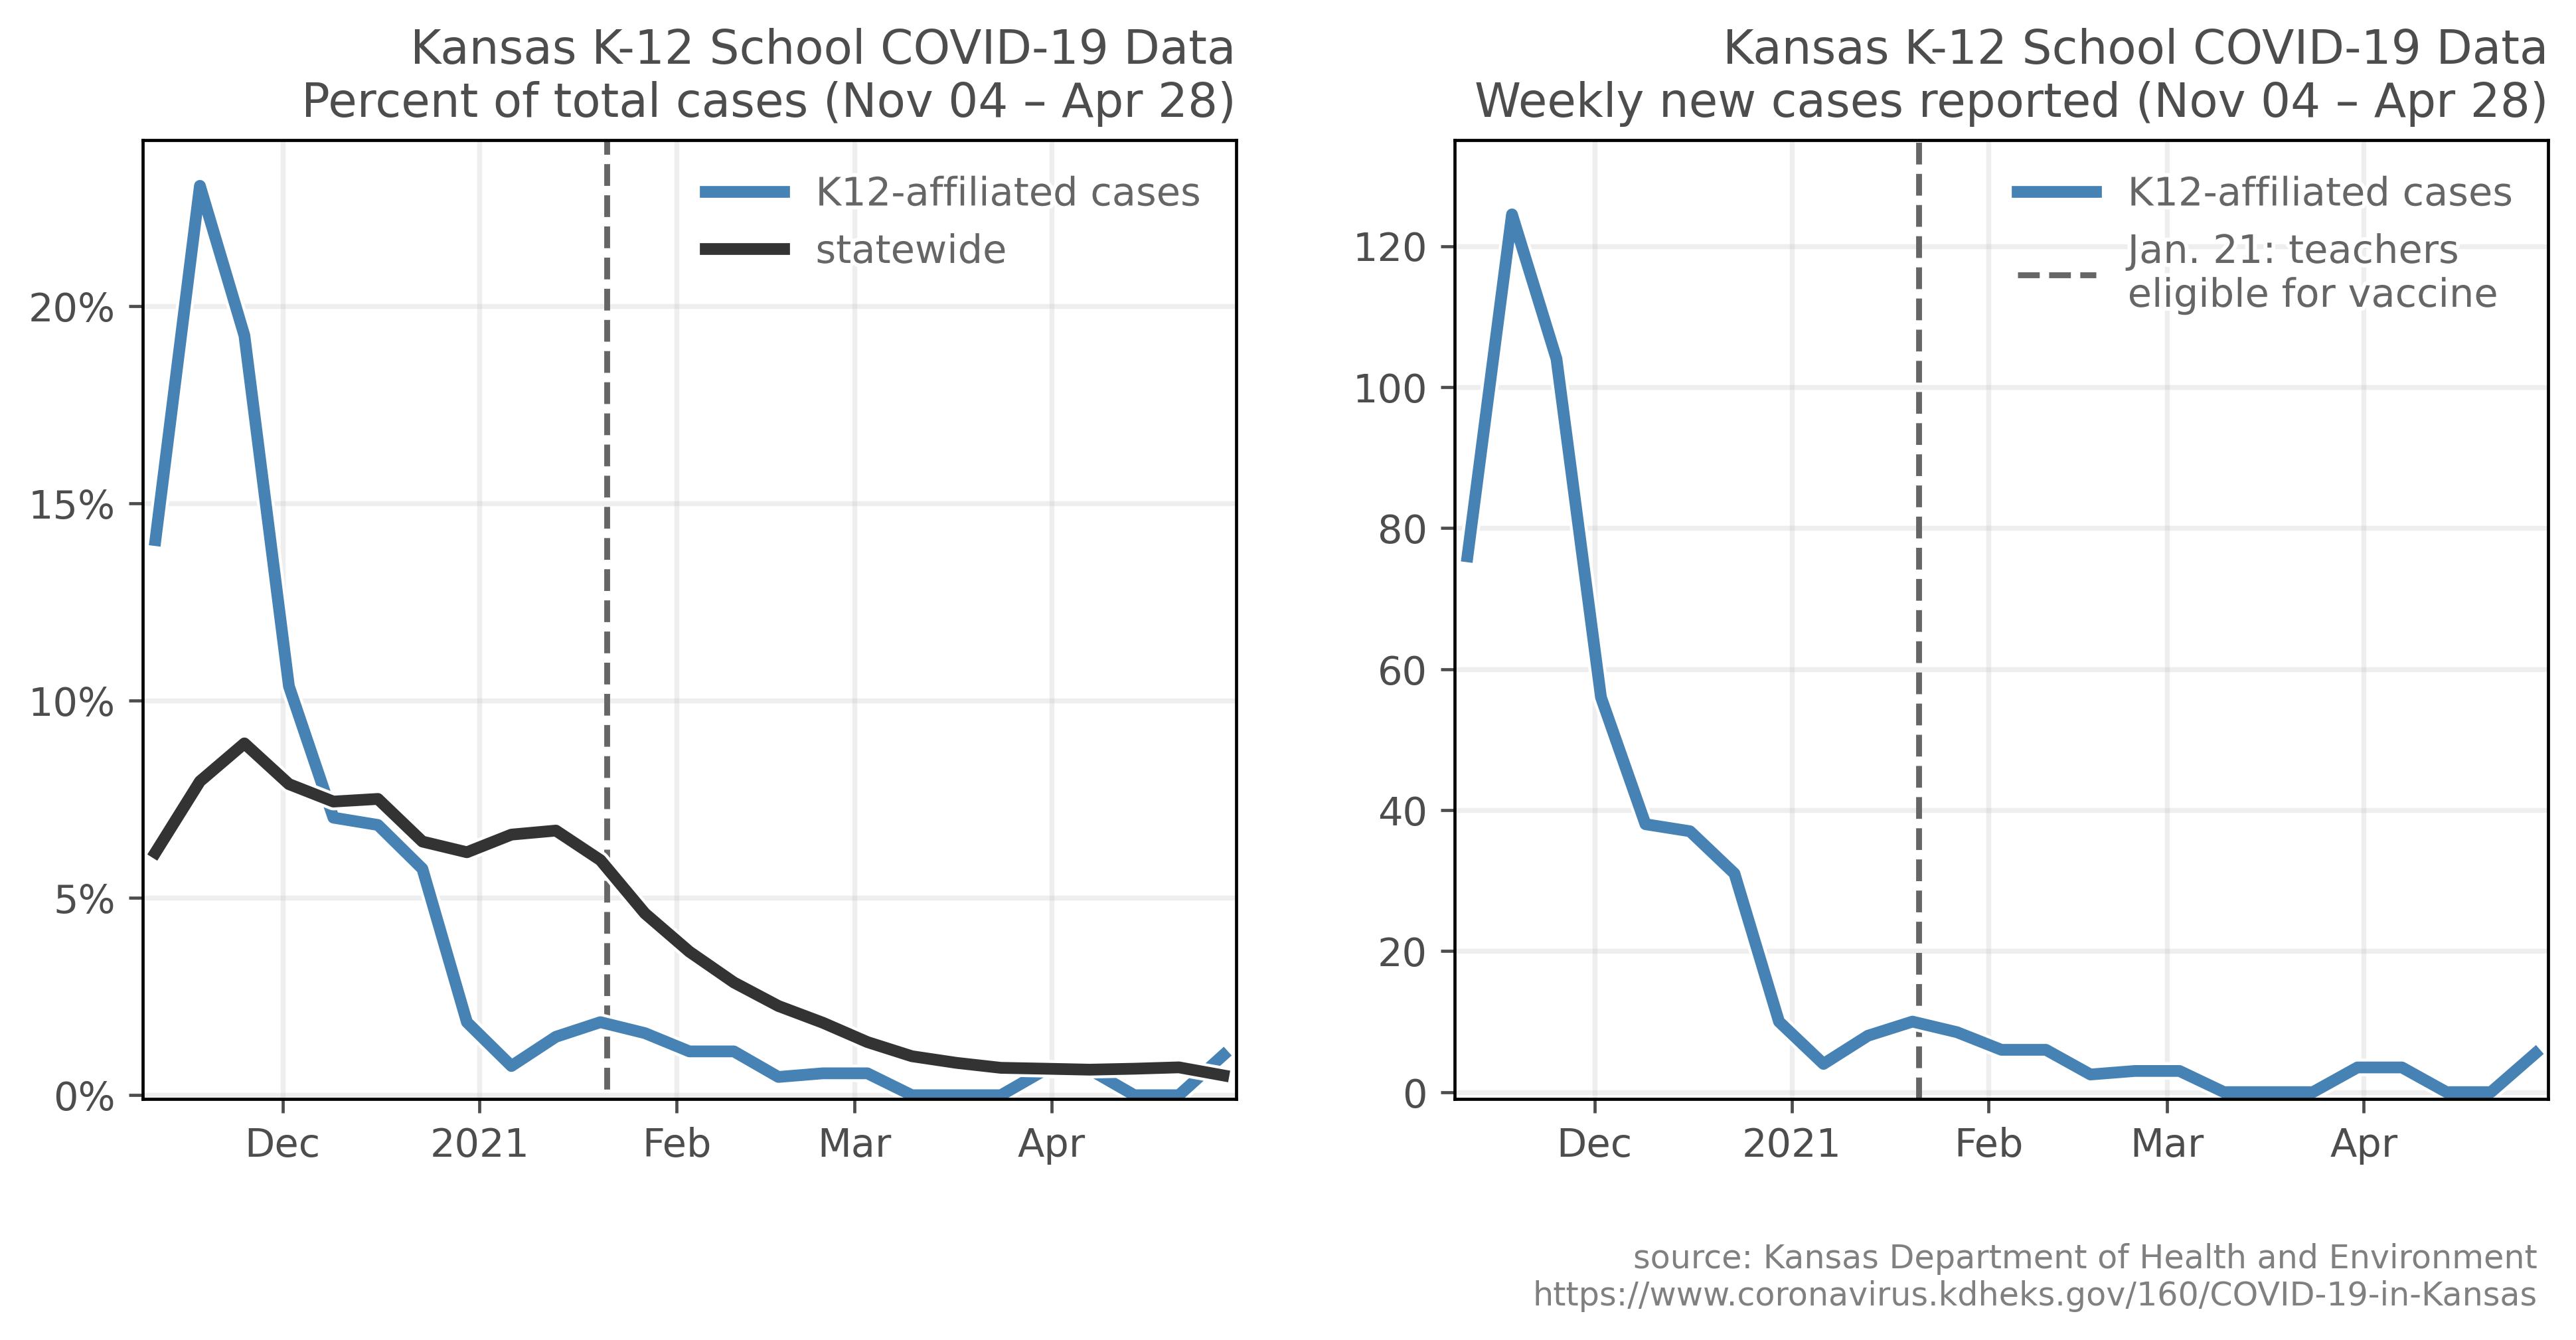 Kansas K-12 School COVID-19 Data
Percent of total cases (Nov 04 – Apr 28)
K12-affiliated cases
statewide
20%
15%
10%
5%
0%
Dec
2021
Feb
Mar
Apr
Kansas K-12 School COVID-19 Data
Weekly new cases reported (Nov 04 – Apr 28)
K12-affiliated cases
Jan. 21: teachers
eligible for vaccine
120
100
80
60
40
20
0
Dec
2021
Feb
Mar
Apr
source: Kansas Department of Health and Environment
https://www.coronavirus.kdheks.gov/160/COVID-19-in-Kansas